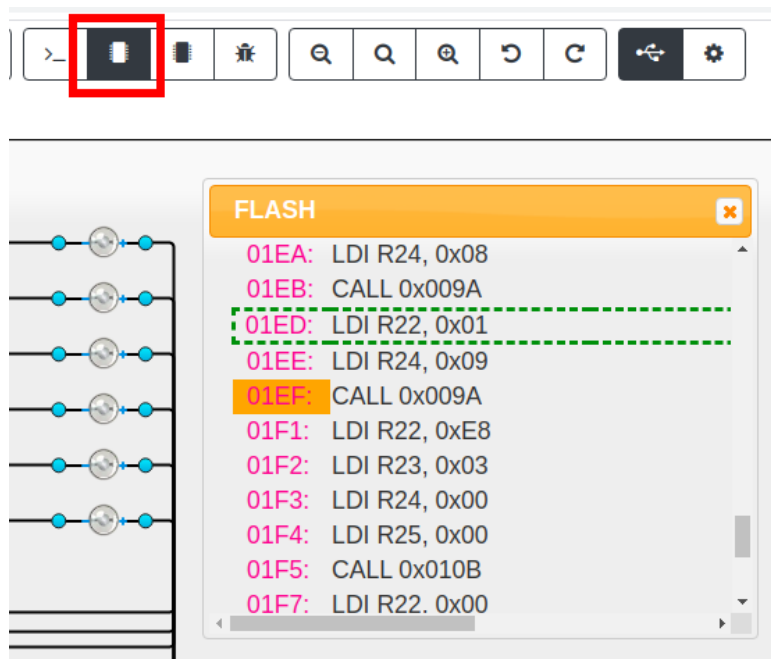 >_
FLASH
01EA: LDI R24, 0x08
01EB: CALL 0x009A
01ED: LDI R22, 0x01
01EE: LDI R24, 0x09
01EF: CALL 0x009A
01F1: LDI R22, 0xE8
01F2: LDI R23, 0x03
01F3: LDI R24, 0x00
01F4: LDI R25, 0x00
01F5: CALL 0x010B
01F7: LDI R22, 0x00